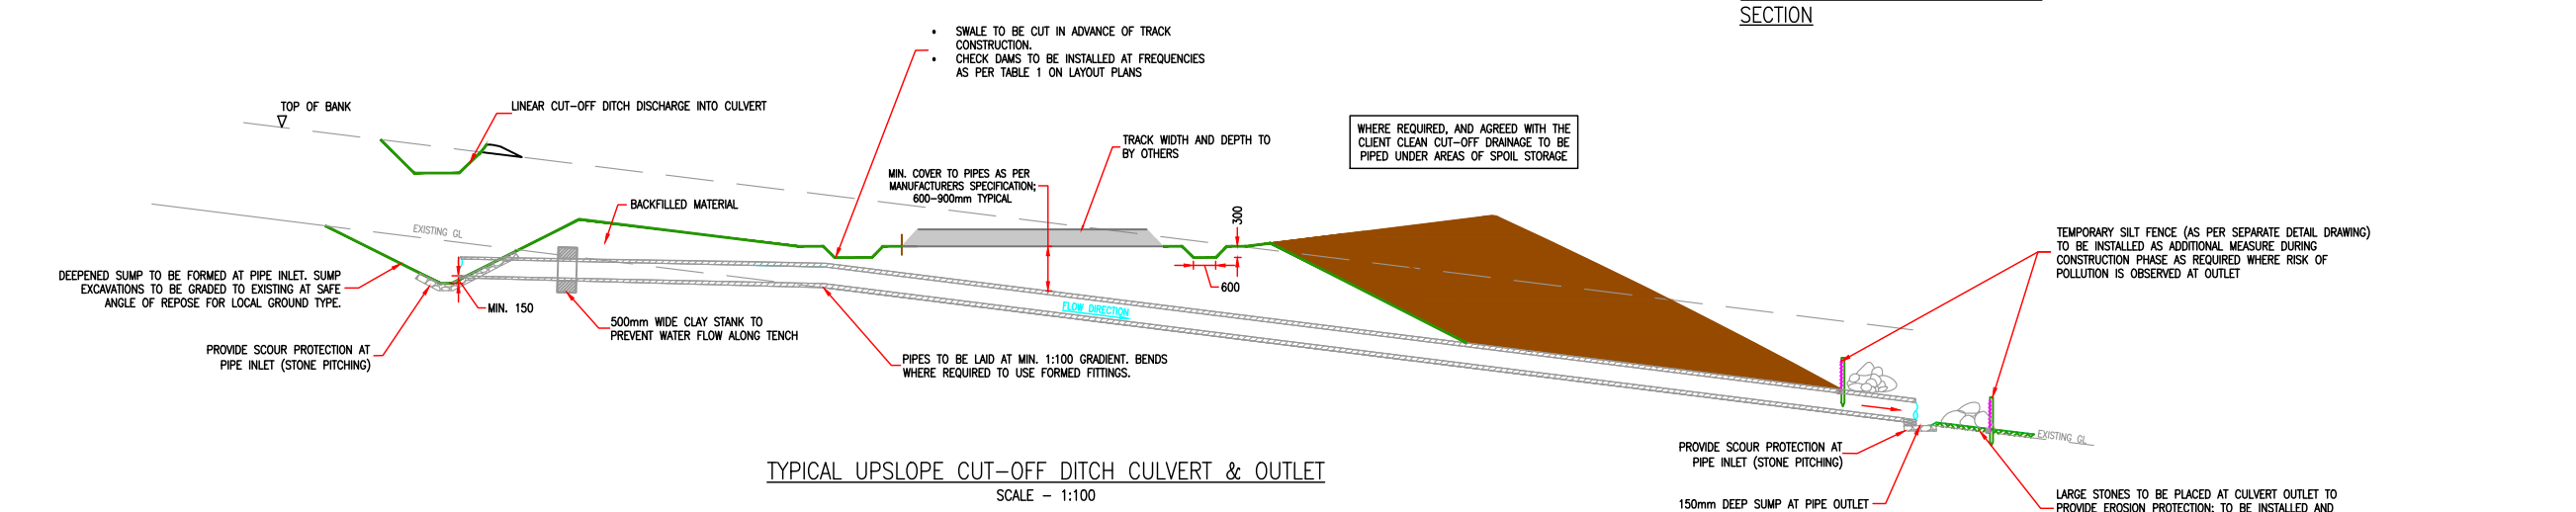 SECTION
• SWALE TO BE CUT IN ADVANCE OF TRACK
CONSTRUCTION.
• CHECK DAMS TO BE INSTALLED AT FREQUENCIES
AS PER TABLE 1 ON LAYOUT PLANS
TOP OF BANK
LINEAR CUT-OFF DITCH DISCHARGE INTO CULVERT
TRACK WIDTH AND DEPTH TO
BY OTHERS
WHERE REQUIRED, AND AGREED WITH THE
CLIENT CLEAN CUT-OFF DRAINAGE TO BE
PIPED UNDER AREAS OF SPOIL STORAGE
MIN. COVER TO PIPES AS PER
MANUFACTURERS SPECIFICATION;
600-900mm TYPICAL
BACKFILLED MATERIAL
300
EXISTING GL
TEMPORARY SILT FENCE (AS PER SEPARATE DETAIL DRAWING)
TO BE INSTALLED AS ADDITIONAL MEASURE DURING
CONSTRUCTION PHASE AS REQUIRED WHERE RISK OF
POLLUTION IS OBSERVED AT OUTLET
DEEPENED SUMP TO BE FORMED AT PIPE INLET. SUMP
EXCAVATIONS TO BE GRADED TO EXISTING AT SAFE
ANGLE OF REPOSE FOR LOCAL GROUND TYPE.
600
MIN. 150
FLOW DIRECTION
500mm WIDE CLAY STANK TO
PREVENT WATER FLOW ALONG TENCH
PROVIDE SCOUR PROTECTION AT
PIPE INLET (STONE PITCHING)
PIPES TO BE LAID AT MIN. 1:100 GRADIENT. BENDS
WHERE REQUIRED TO USE FORMED FITTINGS.
EXISTING GL
PROVIDE SCOUR PROTECTION AT
PIPE INLET (STONE PITCHING)
TYPICAL UPSLOPE CUT-OFF DITCH CULVERT & OUTLET
SCALE - 1:100
150mm DEEP SUMP AT PIPE OUTLET
LARGE STONES TO BE PLACED AT CULVERT OUTLET TO
PROVIDE EROSION PROTECTION; TO BE INSTALLED AND